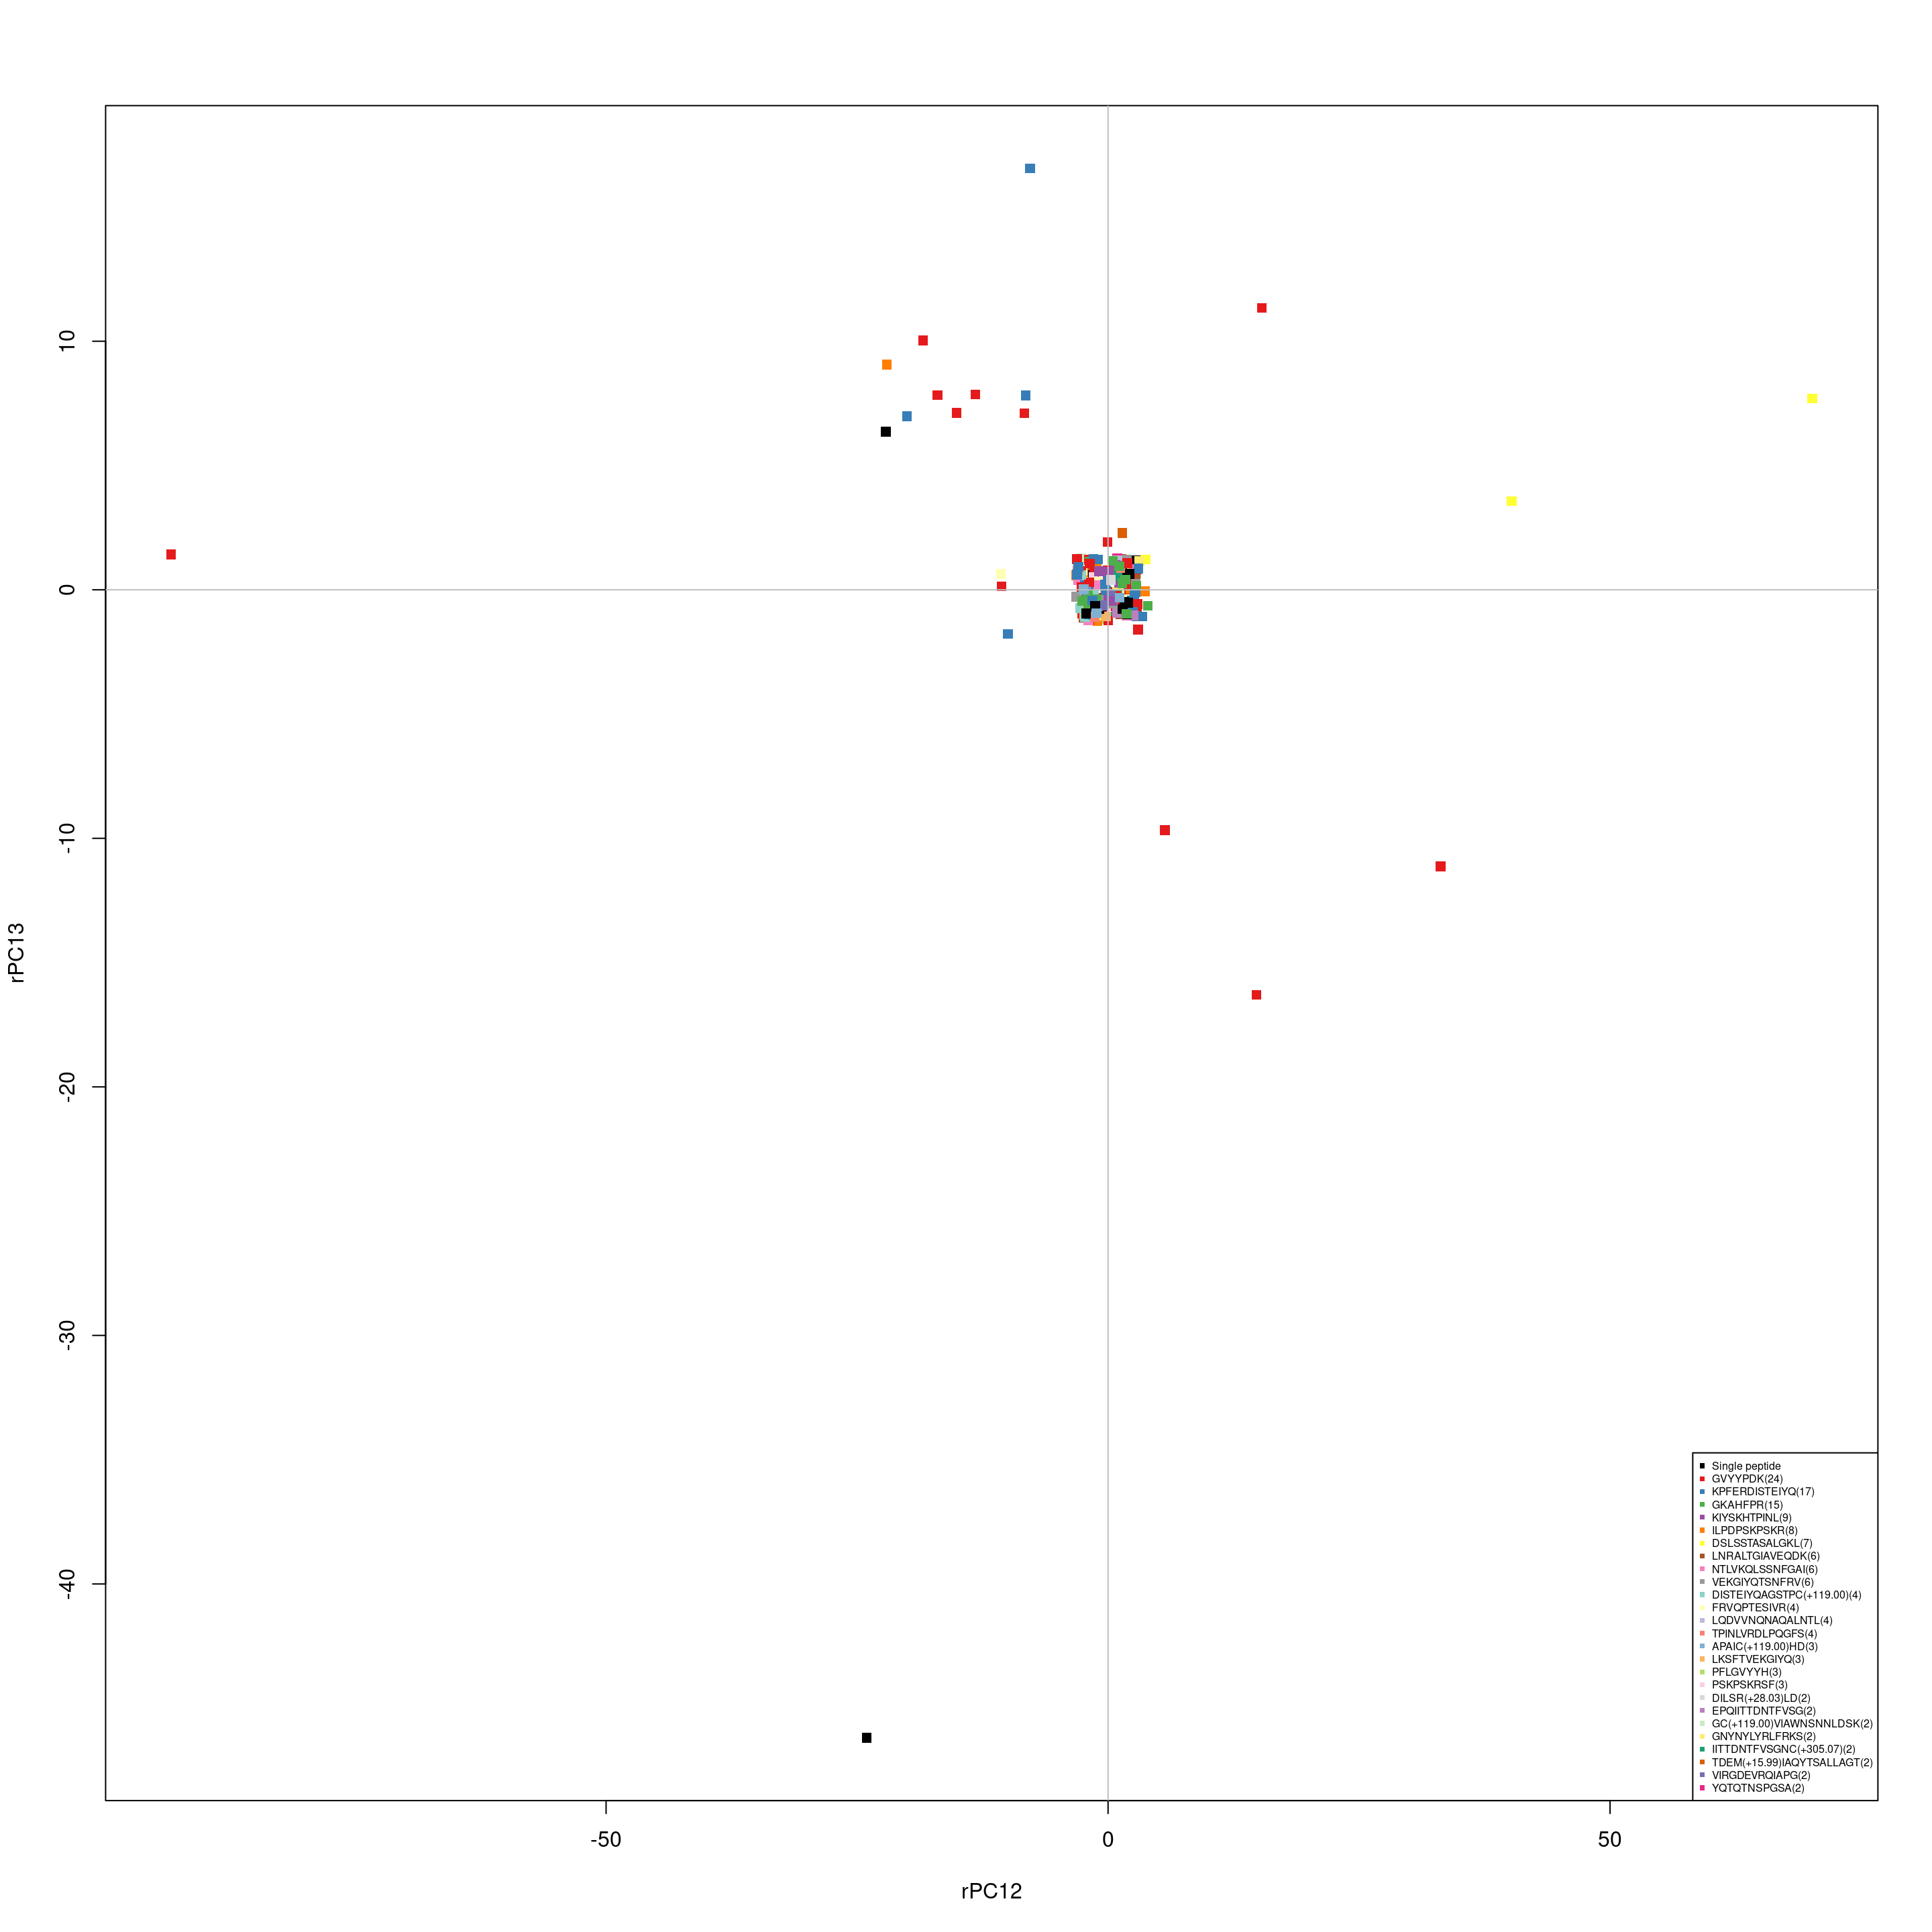 10
0
-10
-20
-30
-40
rPC13
-50
0
50
rPC12
Single peptide
GVYYPDK(24)
KPFERDISTEIYQ(17)
GKAHFPR(15)
KIYSKHTPINL(9)
ILPDPSKPSKR(8)
DSLSSTASALGKL(7)
LNRALTGIAVEQDK(6)
NTLVKQLSSNFGAI(6)
VEKGIYQTSNFRV(6)
DISTEIYQAGSTPC(+119.00)(4)
FRVQPTESIVR(4)
LQDVVNQNAQALNTL(4)
TPINLVRDLPQGFS(4)
APAIC(+119.00)HD(3)
LKSFTVEKGIYQ(3)
PFLGVYYH(3)
PSKPSKRSF(3)
DILSR(+28.03)LD(2)
EPQIITTDNTFVSG(2)
GC(+119.00)VIAWNSNNLDSK(2)
GNYNYLYRLFRKS(2)
IITTDNTFVSGNC(+305.07)(2)
TDEM(+15.99)IAQYTSALLAGT(2)
VIRGDEVRQIAPG(2)
YQTQTNSPGSA(2)